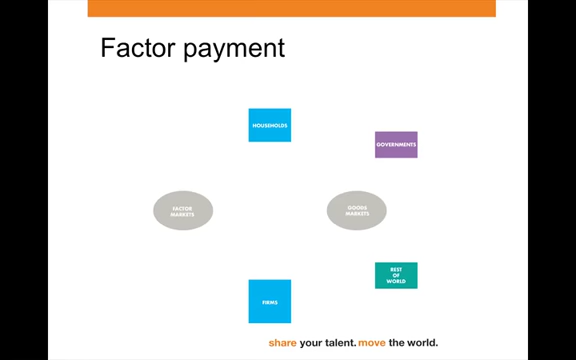 Factor payment
HOUSEHOLDS
GOVERNMENTS
FACTOR
MARKETS
GOODS
MARKETS
REST
OF
WORLD
FIRMS
share your talent. move the world.